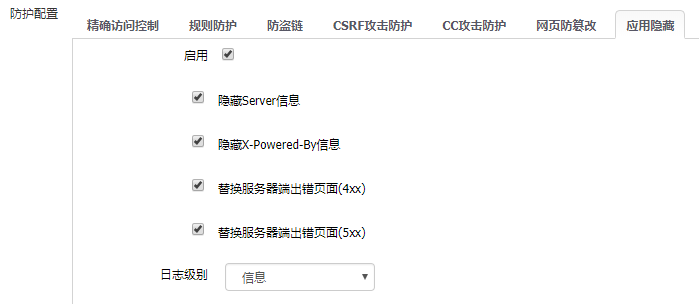 防护配置
精确访问控制 规则防护 防盗链 CSRF攻击防护 CC攻击防护 网页防篡改 应用隐藏
启用
隐藏Server信息
隐藏X-Powered-By信息
替换服务器端出错页面(4xx)
替换服务器端出错页面(5xx)
日志级别 信息